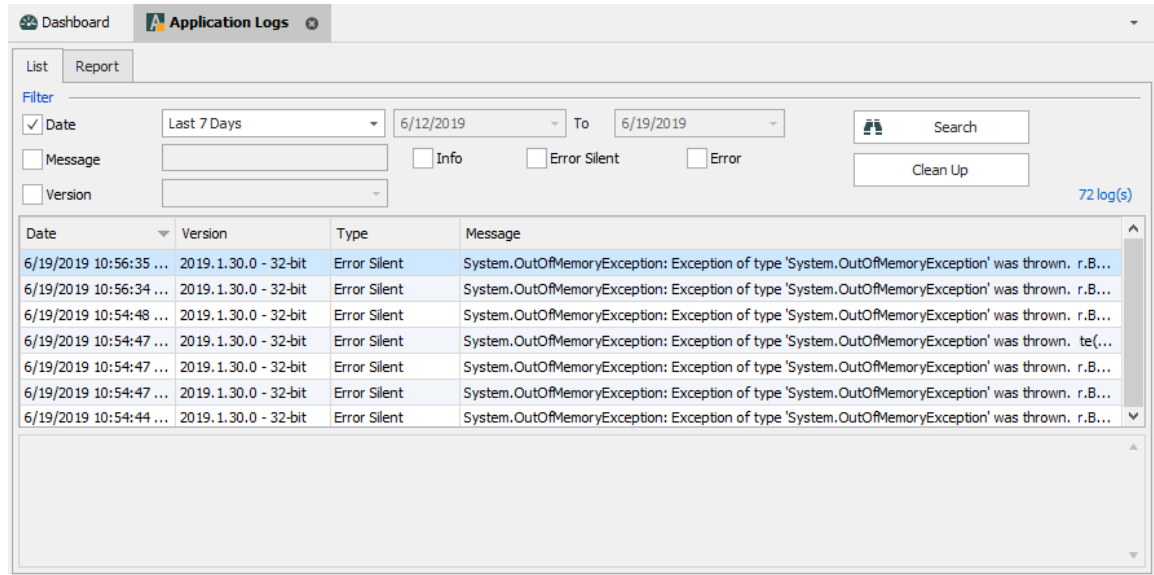 Dashboard Application Logs
List Report
Filter
Date Last 7 Days 6/12/2019 To 6/19/2019 Search
Message Info Error Silent Error Clean Up
Version 72 log(s)
Date Version Type Message
6/19/2019 10:56:35 ... 2019.1.30.0 - 32-bit Error Silent System.OutOfMemoryException: Exception of type 'System.OutOfMemoryException' was thrown. r.B...
6/19/2019 10:56:34 ... 2019.1.30.0 - 32-bit Error Silent System.OutOfMemoryException: Exception of type 'System.OutOfMemoryException' was thrown. r.B...
6/19/2019 10:54:48 ... 2019.1.30.0 - 32-bit Error Silent System.OutOfMemoryException: Exception of type 'System.OutOfMemoryException' was thrown. r.B...
6/19/2019 10:54:47 ... 2019.1.30.0 - 32-bit Error Silent System.OutOfMemoryException: Exception of type 'System.OutOfMemoryException' was thrown. te(...
6/19/2019 10:54:47 ... 2019.1.30.0 - 32-bit Error Silent System.OutOfMemoryException: Exception of type 'System.OutOfMemoryException' was thrown. r.B...
6/19/2019 10:54:47 ... 2019.1.30.0 - 32-bit Error Silent System.OutOfMemoryException: Exception of type 'System.OutOfMemoryException' was thrown. r.B...
6/19/2019 10:54:44 ... 2019.1.30.0 - 32-bit Error Silent System.OutOfMemoryException: Exception of type 'System.OutOfMemoryException' was thrown. r.B...